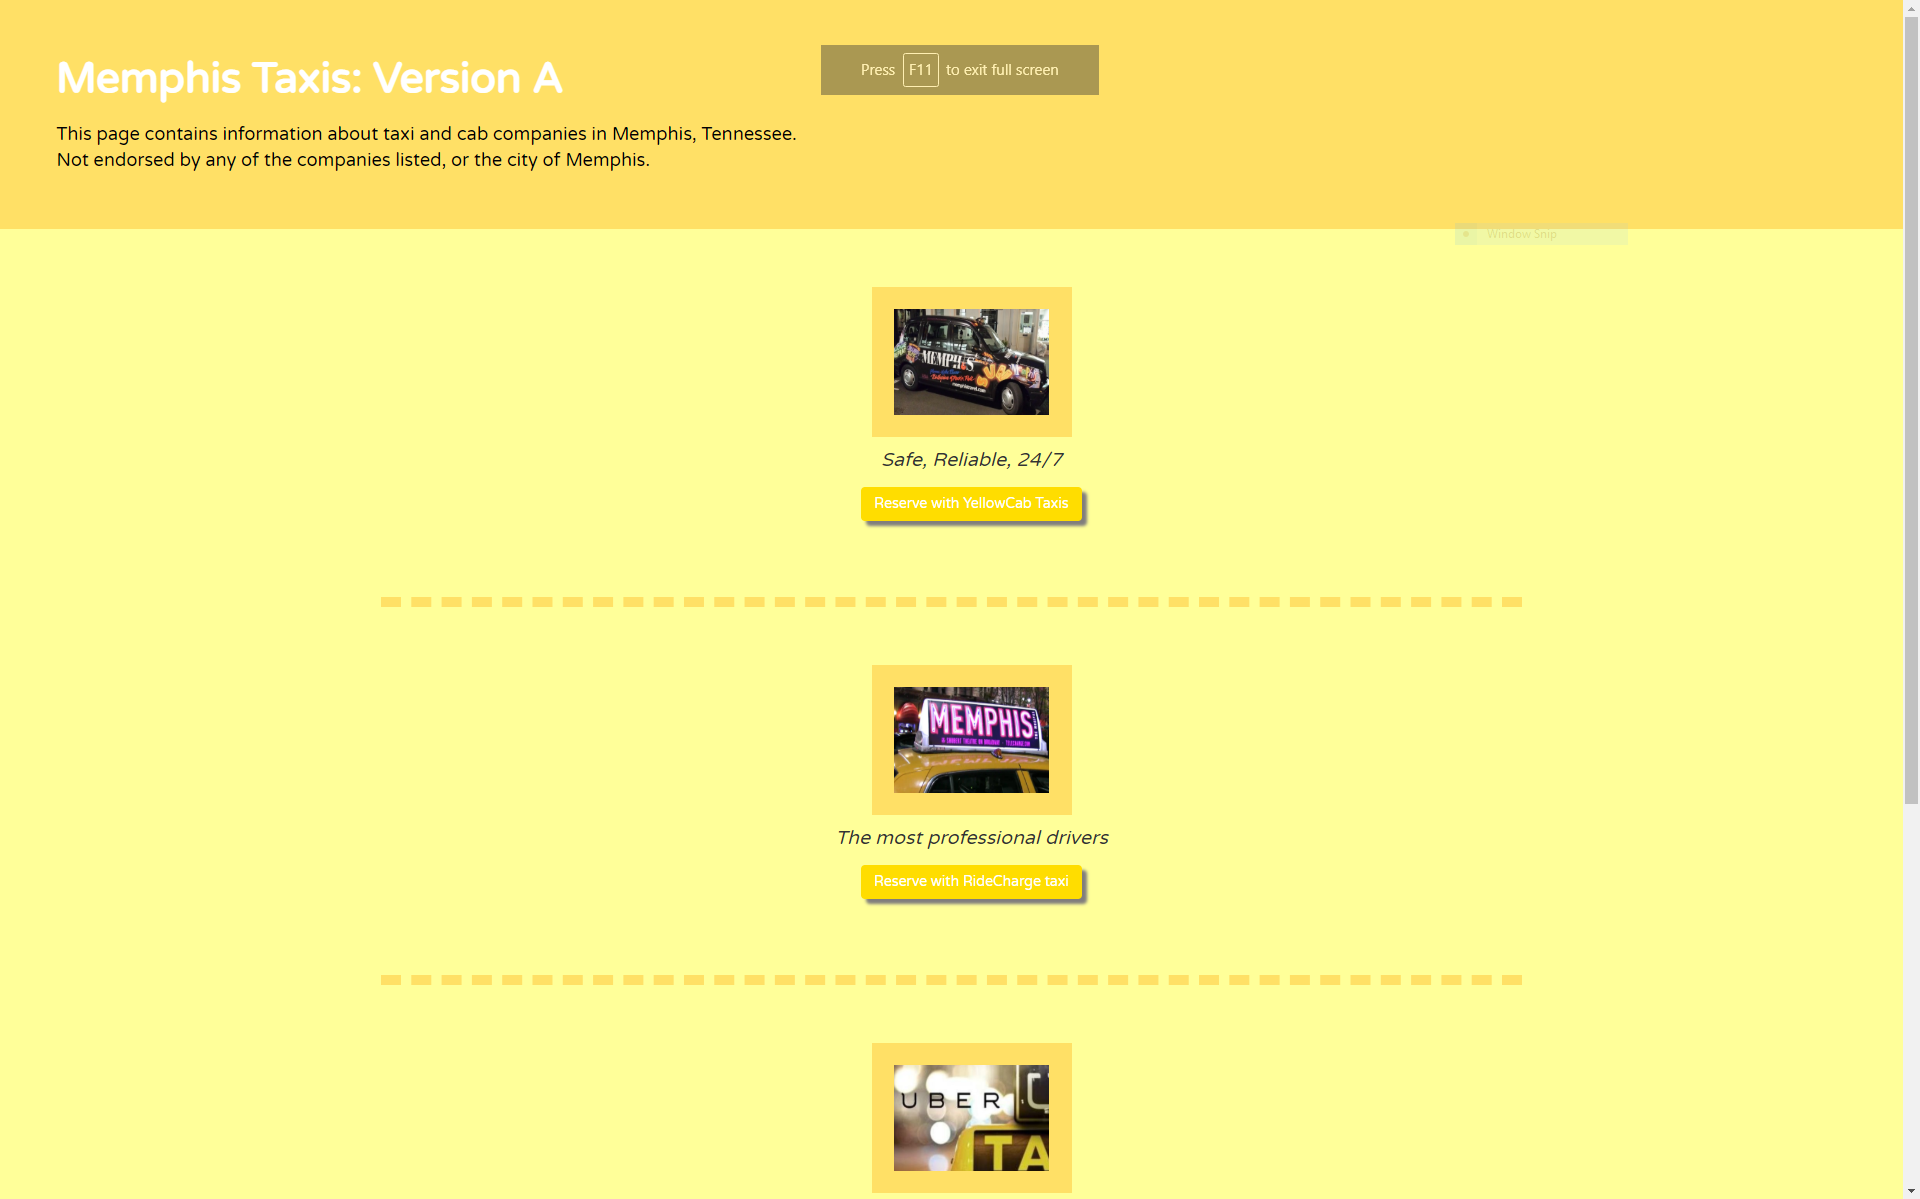 Memphis Taxis: Version A
Press F11 to exit full screen
This page contains information about taxi and cab companies in Memphis, Tennessee.
Not endorsed by any of the companies listed, or the city of Memphis.
Window Snip
MEMPHIS
Safe, Reliable, 24/7
Reserve with YellowCab Taxis
MEMPHIS
The most professional drivers
Reserve with RideCharge taxi
UBER
TA